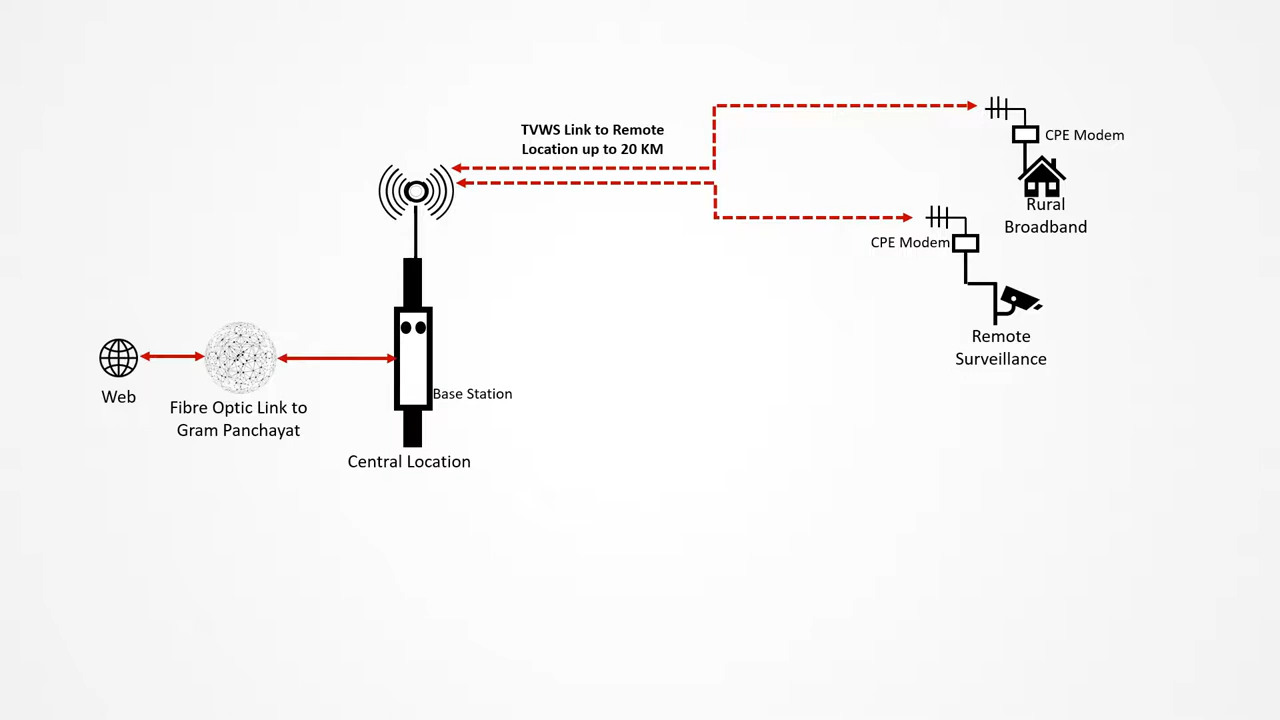 TVWS Link to Remote
Location up to 20 KM
CPE Modem
Rural
Broadband
CPE Modem
Remote
Surveillance
Web
Fibre Optic Link to
Gram Panchayat
Base Station
Central Location